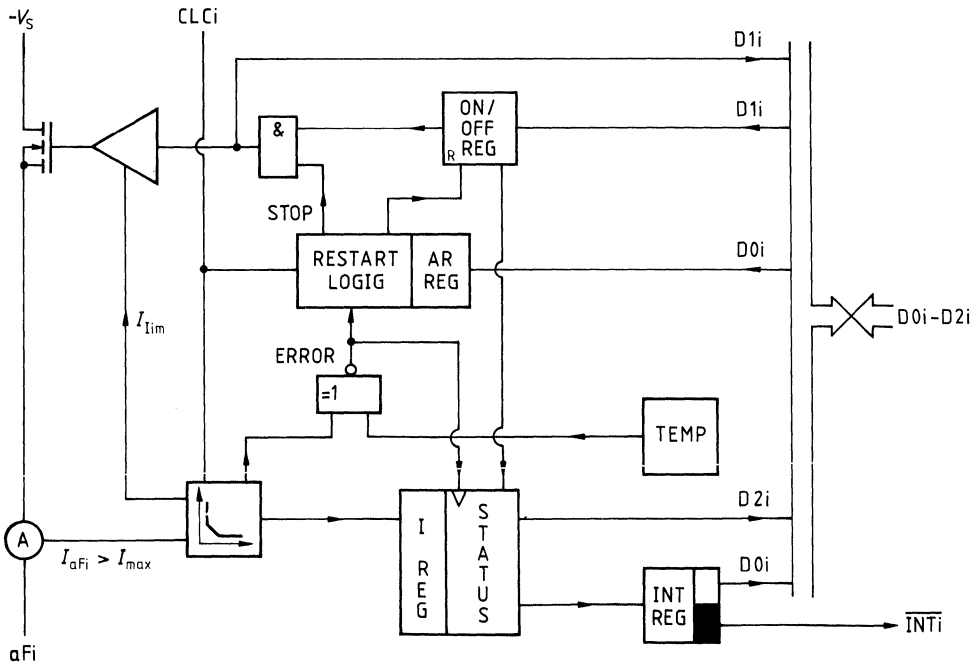 -VS
CLCi
D1i
&
ON/
OFF
REG
R
D1i
STOP
RESTART
LOGIG
AR
REG
D0i
IIim
D0i-D2i
ERROR
=1
TEMP
A
IaFi > Imax
I
REG
STATUS
D2i
D0i
INT
REG
INTi
aFi